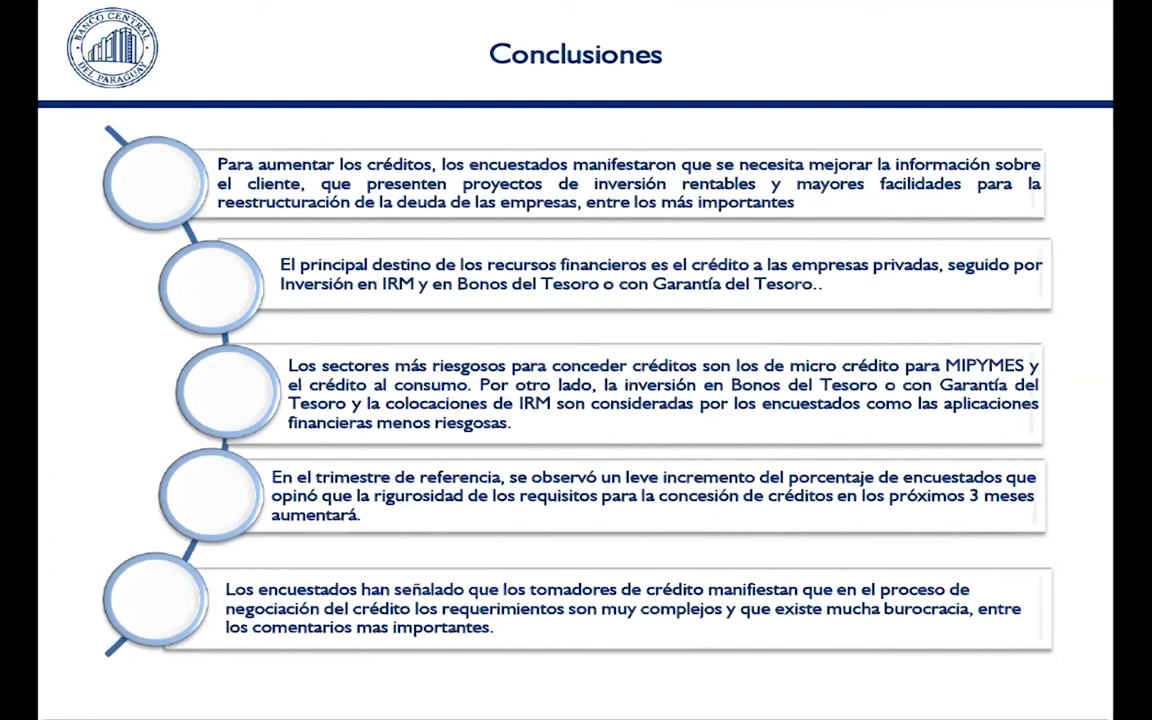 BANCO CENTRAL
DEL PARAGUAY
Conclusiones
Para aumentar los créditos, los encuestados manifestaron que se necesita mejorar la información sobre
el cliente, que presenten proyectos de inversión rentables y mayores facilidades para la
reestructuración de la deuda de las empresas, entre los más importantes
El principal destino de los recursos financieros es el crédito a las empresas privadas, seguido por
Inversión en IRM y en Bonos del Tesoro o con Garantía del Tesoro..
Los sectores más riesgosos para conceder créditos son los de micro crédito para MIPYMES y
el crédito al consumo. Por otro lado, la inversión en Bonos del Tesoro o con Garantía del
Tesoro y la colocaciones de IRM son consideradas por los encuestados como las aplicaciones
financieras menos riesgosas.
En el trimestre de referencia, se observó un leve incremento del porcentaje de encuestados que
opinó que la rigurosidad de los requisitos para la concesión de créditos en los próximos 3 meses
aumentará.
Los encuestados han señalado que los tomadores de crédito manifiestan que en el proceso de
negociación del crédito los requerimientos son muy complejos y que existe mucha burocracia, entre
los comentarios mas importantes.